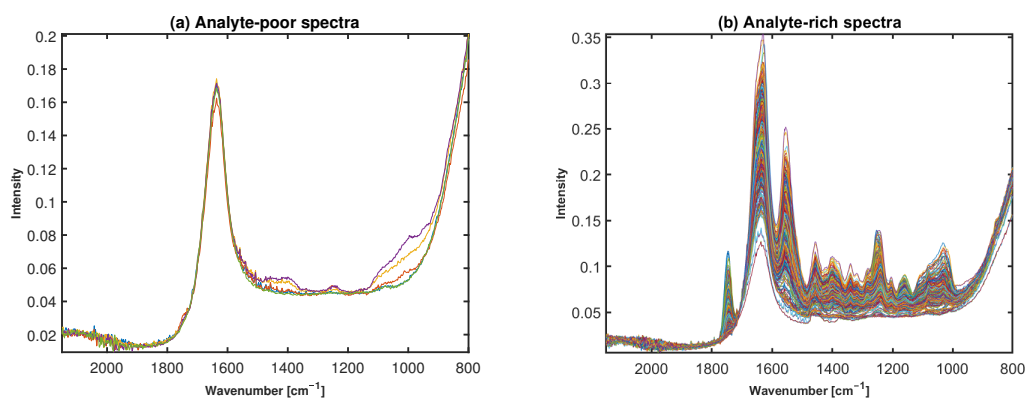 (a) Analyte-poor spectra
0.2
0.18
0.16
0.14
0.12
0.1
0.08
0.06
0.04
0.02
Intensity
2000 1800 1600 1400 1200 1000 800
Wavenumber [cm⁻¹]
(b) Analyte-rich spectra
0.35
0.3
0.25
0.2
0.15
0.1
0.05
Intensity
2000 1800 1600 1400 1200 1000 800
Wavenumber [cm⁻¹]